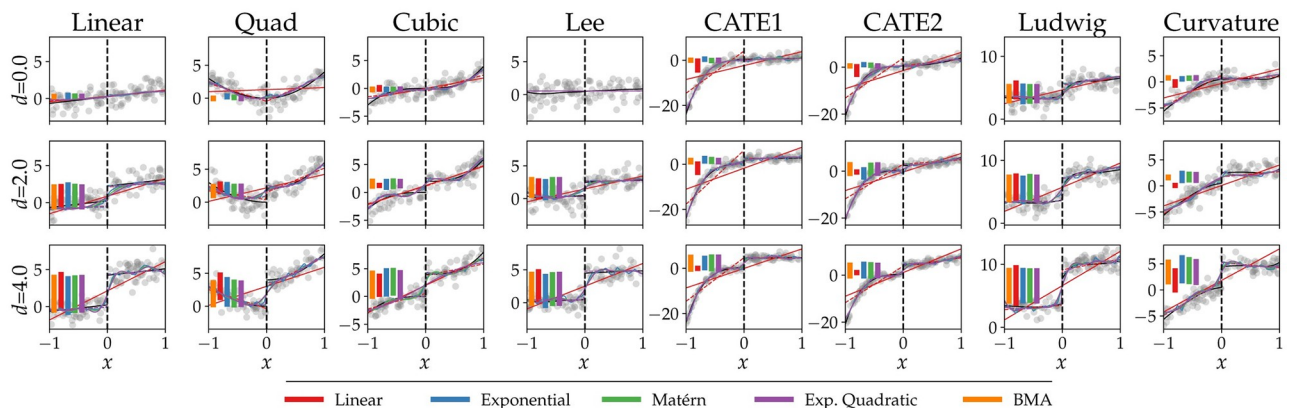 Linear Quad Cubic Lee CATE1 CATE2 Ludwig Curvature
d=0.0
5 0
5 0
5 0 −5
5 0
0 −20
0 −20
10 0
5 0 −5
d=2.0
5 0
5 0
5 0 −5
5 0
0 −20
0 −20
10 0
5 0 −5
d=4.0
5 0
5 0
5 0 −5
5 0
0 −20
0 −20
10 0
5 0 −5
−1 0 1 −1 0 1 −1 0 1 −1 0 1 −1 0 1 −1 0 1 −1 0 1 −1 0 1
x x x x x x x x
Linear Exponential Matérn Exp. Quadratic BMA